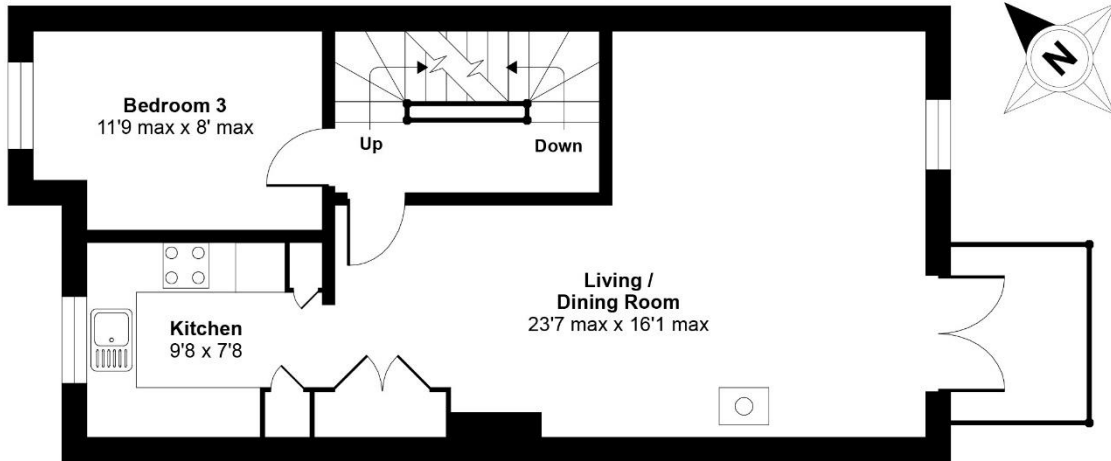 N
Bedroom 3
11'9 max x 8' max
Up
Down
Living /
Dining Room
23'7 max x 16'1 max
Kitchen
9'8 x 7'8